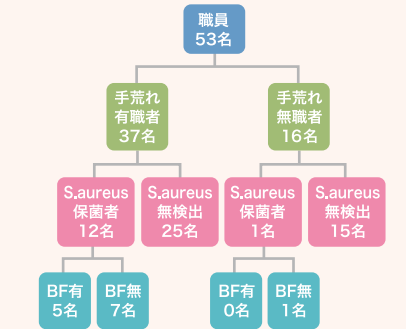 職員
53名
手荒れ
有職者
37名
手荒れ
無職者
16名
S.aureus
保菌者
12名
S.aureus
無検出
25名
S.aureus
保菌者
1名
S.aureus
無検出
15名
BF有
5名
BF無
7名
BF有
0名
BF無
1名